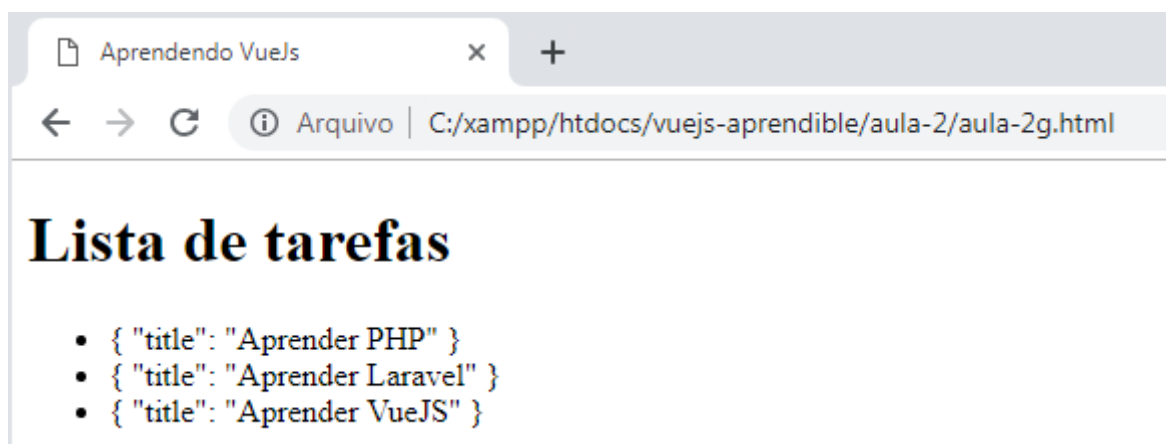 Aprendendo VueJs
Arquivo C:/xampp/htdocs/vuejs-aprendible/aula-2/aula-2g.html
Lista de tarefas
{ "title": "Aprender PHP" }
{ "title": "Aprender Laravel" }
{ "title": "Aprender VueJS" }